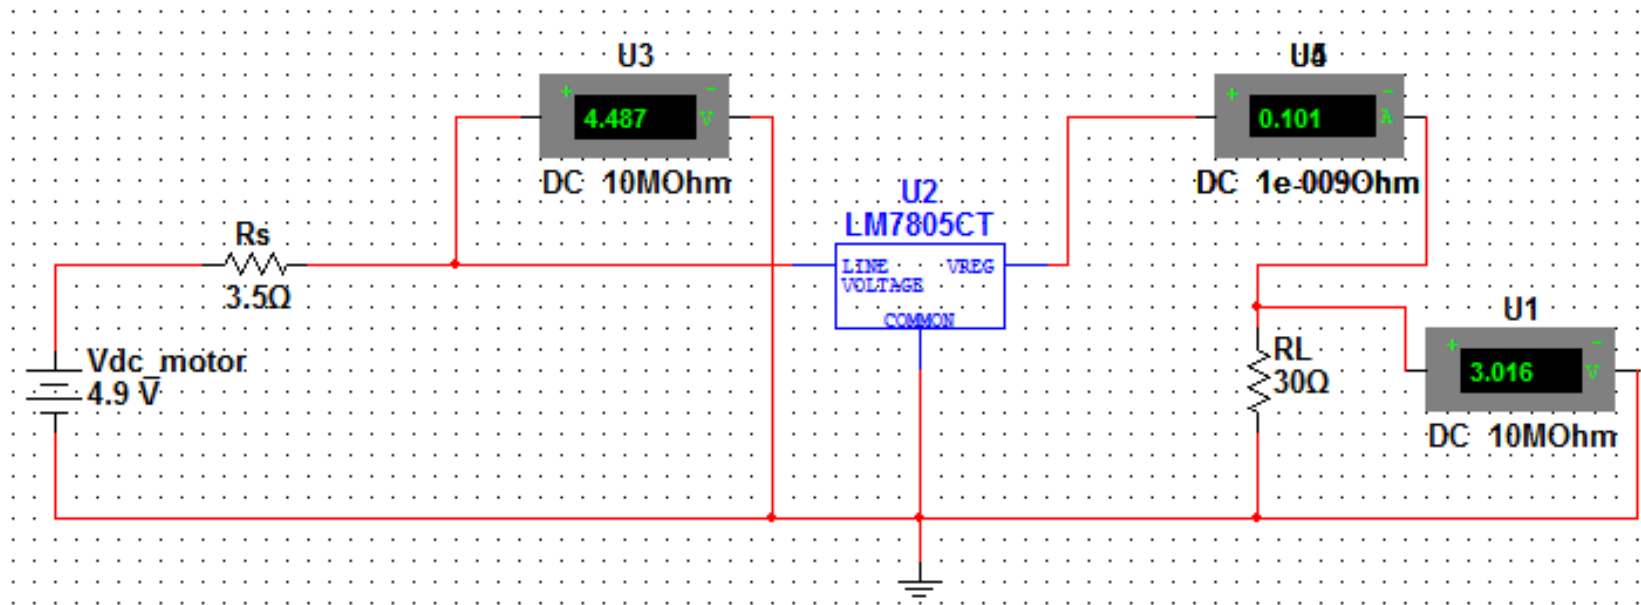 U3
+ -
4.487 V
DC 10MOhm
+ -
0.101 A
DC 1e-009Ohm
Rs
3.5Ω
U2
LM7805CT
LINE VREG
VOLTAGE
COMMON
Vdc_motor
4.9 V
RL
30Ω
U1
+ -
3.016 V
DC 10MOhm